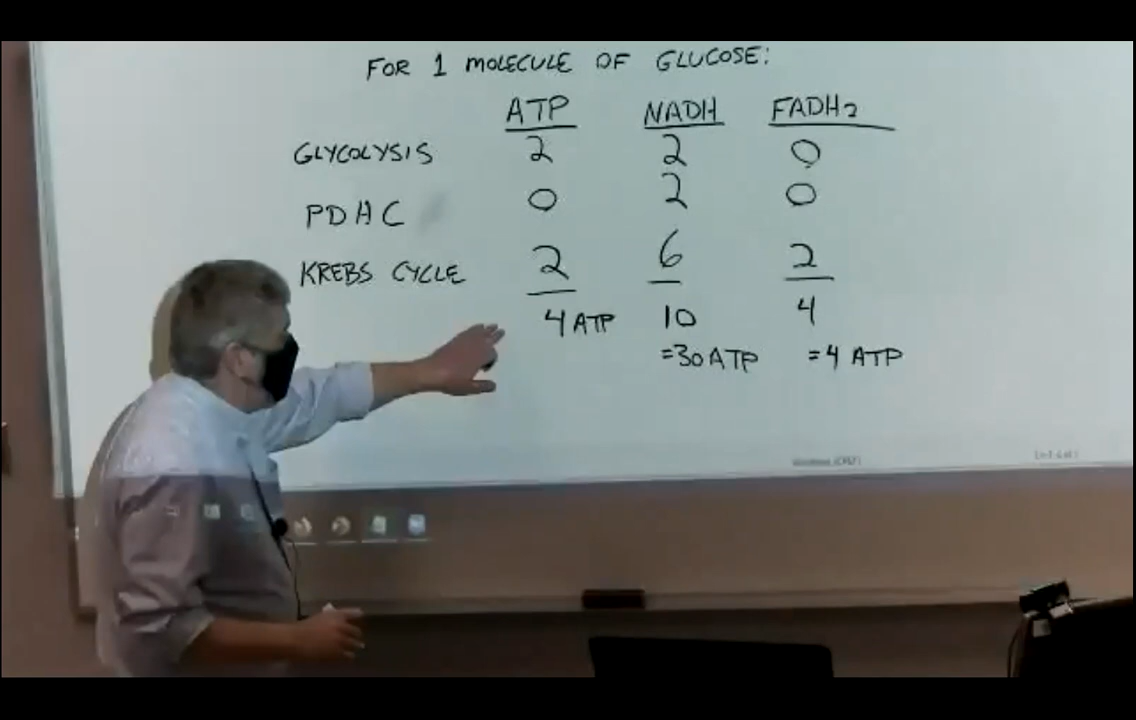 FOR 1 MOLECULE OF GLUCOSE:
ATP NADH FADH2
GLYCOLYSIS 2 2 0
PDHC 0 2 0
KREBS CYCLE 2 6 2
4 ATP 10 4
=30 ATP =4 ATP